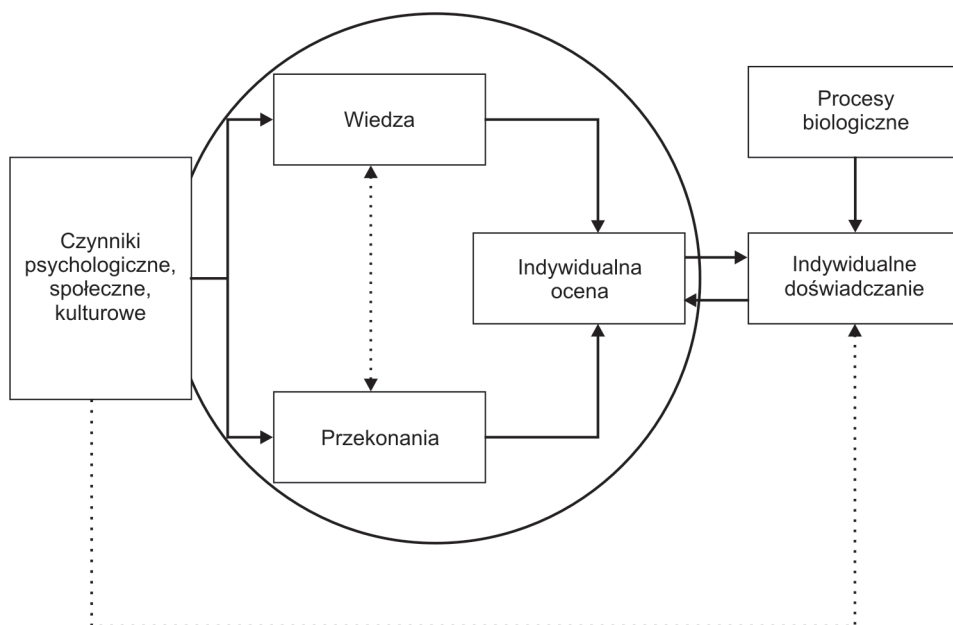 Wiedza
Procesy
biologiczne
Czynniki
psychologiczne,
społeczne,
kulturowe
Indywidualna
ocena
Indywidualne
doświadczanie
Przekonania